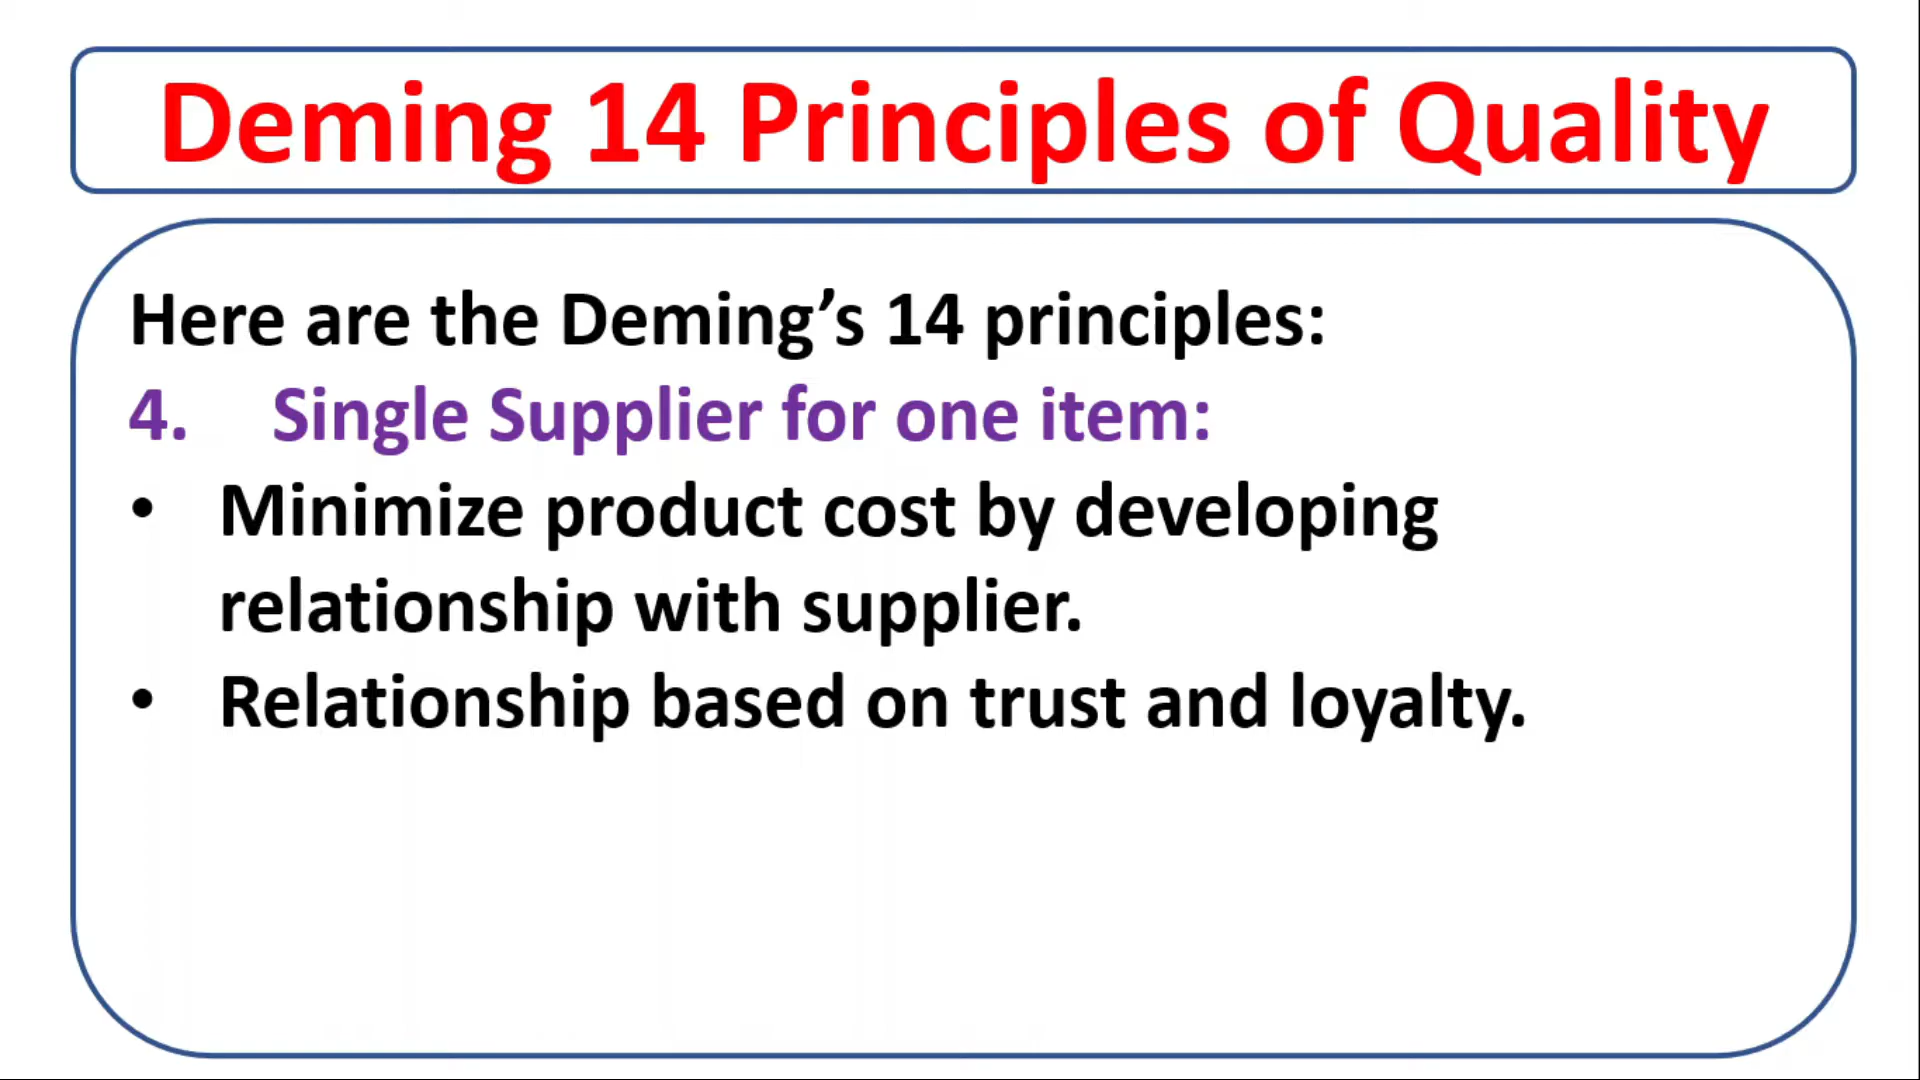 Deming 14 Principles of Quality
Here are the Deming’s 14 principles:
4. Single Supplier for one item:
• Minimize product cost by developing
relationship with supplier.
• Relationship based on trust and loyalty.